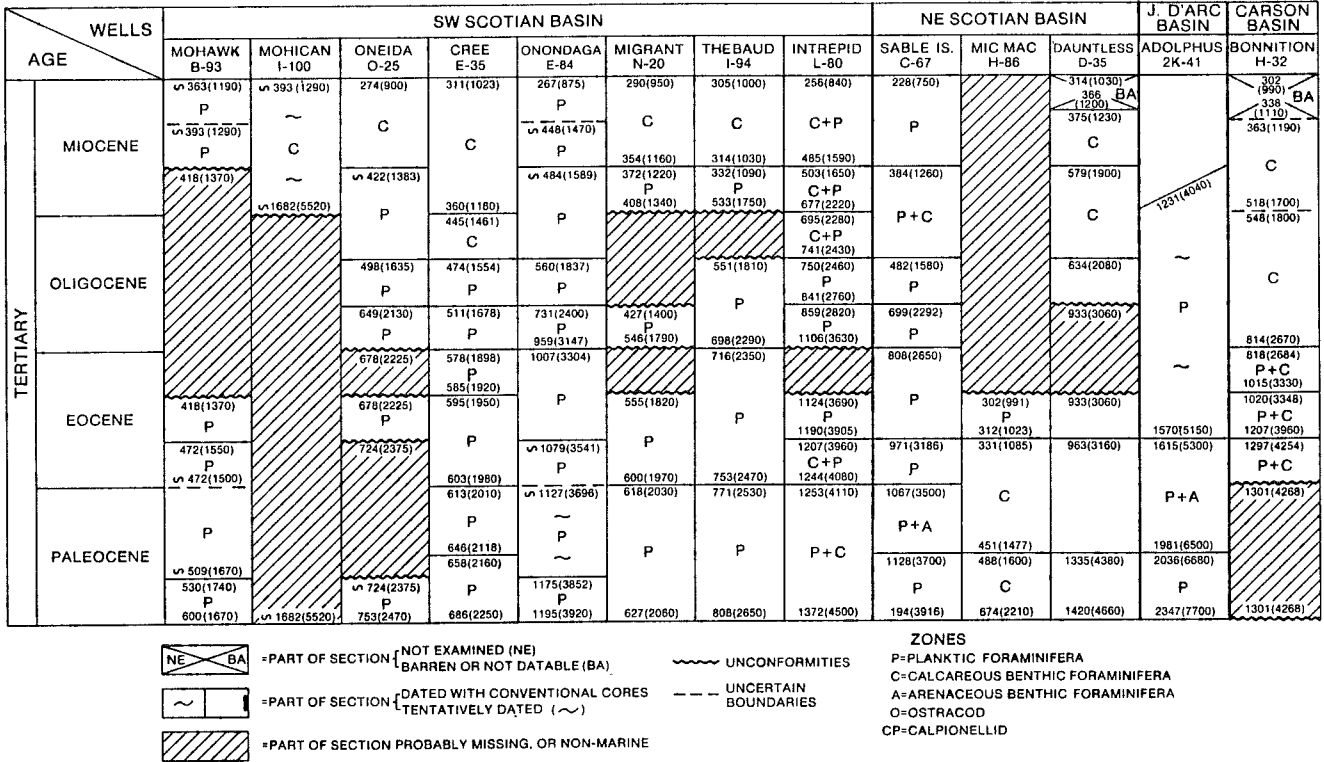 WELLS
AGE
SW SCOTIAN BASIN
NE SCOTIAN BASIN
J. D'ARC BASIN
CARSON BASIN
MOHAWK B-93
MOHICAN I-100
ONEIDA O-25
CREE E-35
ONONDAGA E-84
MIGRANT N-20
THEBAUD I-94
INTREPID L-80
SABLE IS. C-67
MIC MAC H-86
DAUNTLESS D-35
ADOLPHUS 2K-41
BONNITION H-32
TERTIARY
MIOCENE
OLIGOCENE
EOCENE
PALEOCENE
∽ 363(1190)
P
∽ 393(1290)
P
418(1370)
418(1370)
P
472(1550)
P
∽ 472(1500)
P
∽ 509(1670)
530(1740)
P
600(1670)
∽ 393(1290)
~
C
~
∽ 1682(5520)
∽ 1682(5520)
274(900)
C
∽ 422(1383)
P
498(1635)
P
649(2130)
P
678(2225)
678(2225)
P
724(2375)
∽ 724(2375)
P
753(2470)
311(1023)
C
360(1180)
445(1461)
C
474(1554)
P
511(1678)
P
578(1898)
P
585(1920)
595(1950)
P
603(1980)
613(2010)
P
646(2118)
658(2160)
P
686(2250)
267(875)
P
∽ 448(1470)
P
∽ 484(1589)
P
560(1837)
P
731(2400)
P
959(3147)
1007(3304)
P
∽ 1079(3541)
P
∽ 1127(3696)
~
P
~
1175(3852)
P
1195(3920)
290(950)
C
354(1160)
372(1220)
P
408(1340)
427(1400)
P
546(1790)
555(1820)
P
600(1970)
618(2030)
P
627(2060)
305(1000)
C
314(1030)
332(1090)
P
533(1750)
551(1810)
P
698(2290)
716(2350)
P
753(2470)
771(2530)
P
808(2650)
256(840)
C+P
485(1590)
503(1650)
C+P
677(2220)
695(2280)
C+P
741(2430)
750(2460)
P
841(2760)
859(2820)
P
1106(3630)
1124(3690)
P
1190(3905)
1207(3960)
C+P
1244(4080)
1253(4110)
P+C
1372(4500)
228(750)
P
384(1260)
P+C
482(1580)
P
699(2292)
P
808(2650)
P
971(3186)
P
1067(3500)
P+A
1128(3700)
P
194(3916)
302(991)
P
312(1023)
331(1085)
C
451(1477)
488(1600)
C
674(2210)
314(1030)
366
(1200)
BA
375(1230)
C
579(1900)
C
634(2080)
933(3060)
933(3060)
963(3160)
1335(4380)
1420(4660)
1231(4040)
~
P
~
1570(5150)
1615(5300)
P+A
1981(6500)
2036(6680)
P
2347(7700)
302
(990)
BA
338
(1110)
363(1190)
C
518(1700)
548(1800)
C
814(2670)
818(2684)
P+C
1015(3330)
1020(3348)
P+C
1207(3960)
1297(4254)
P+C
1301(4268)
1301(4268)
NE BA =PART OF SECTION { NOT EXAMINED (NE)
BARREN OR NOT DATABLE (BA)
~ =PART OF SECTION { DATED WITH CONVENTIONAL CORES
TENTATIVELY DATED (~)
=PART OF SECTION PROBABLY MISSING, OR NON-MARINE
UNCONFORMITIES
UNCERTAIN
BOUNDARIES
ZONES
P=PLANKTIC FORAMINIFERA
C=CALCAREOUS BENTHIC FORAMINIFERA
A=ARENACEOUS BENTHIC FORAMINIFERA
O=OSTRACOD
CP=CALPIONELLID